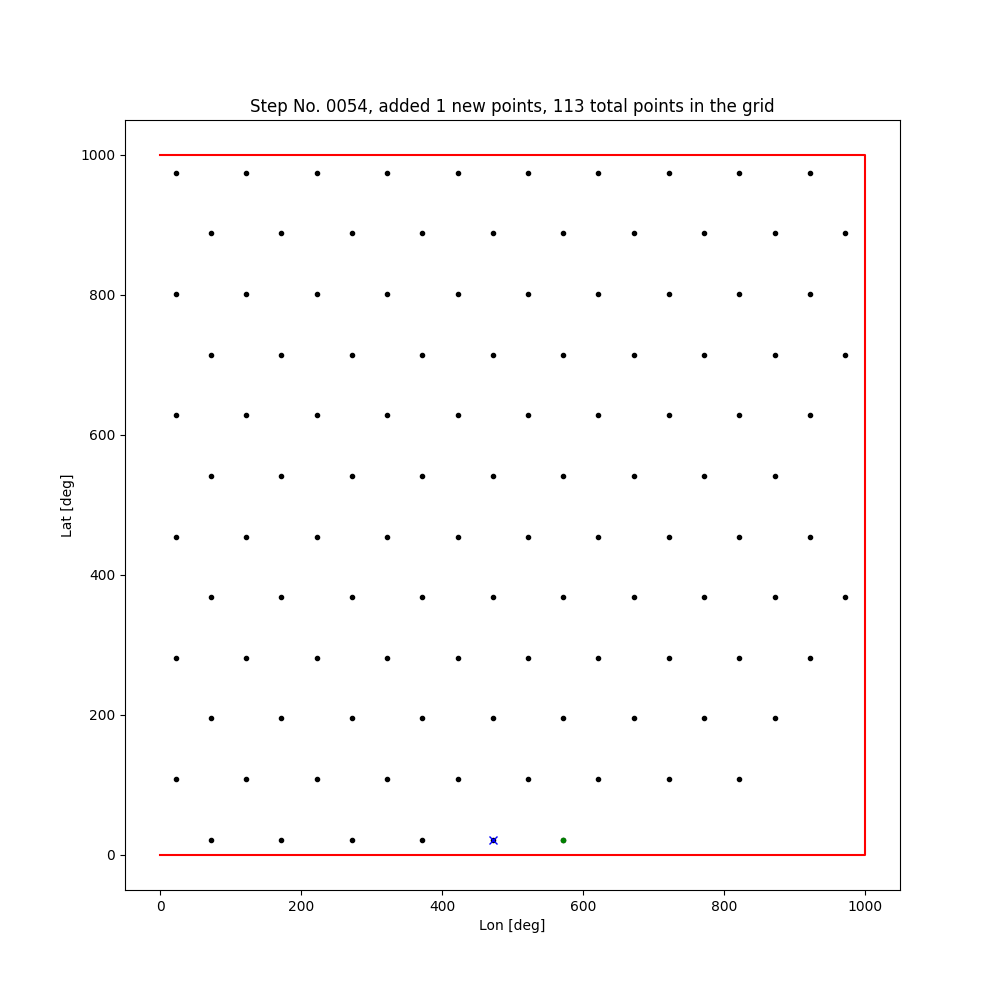 Step No. 0054, added 1 new points, 113 total points in the grid
1000
800
600
400
200
0
Lat [deg]
0 200 400 600 800 1000
Lon [deg]